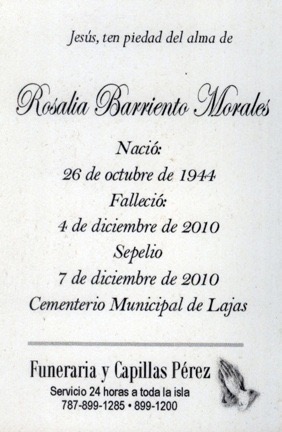 Jesús, ten piedad del alma de
Rosalia Barriento Morales
Nació:
26 de octubre de 1944
Falleció:
4 de diciembre de 2010
Sepelio
7 de diciembre de 2010
Cementerio Municipal de Lajas
Funeraria y Capillas Pérez
Servicio 24 horas a toda la isla
787-899-1285 • 899-1200